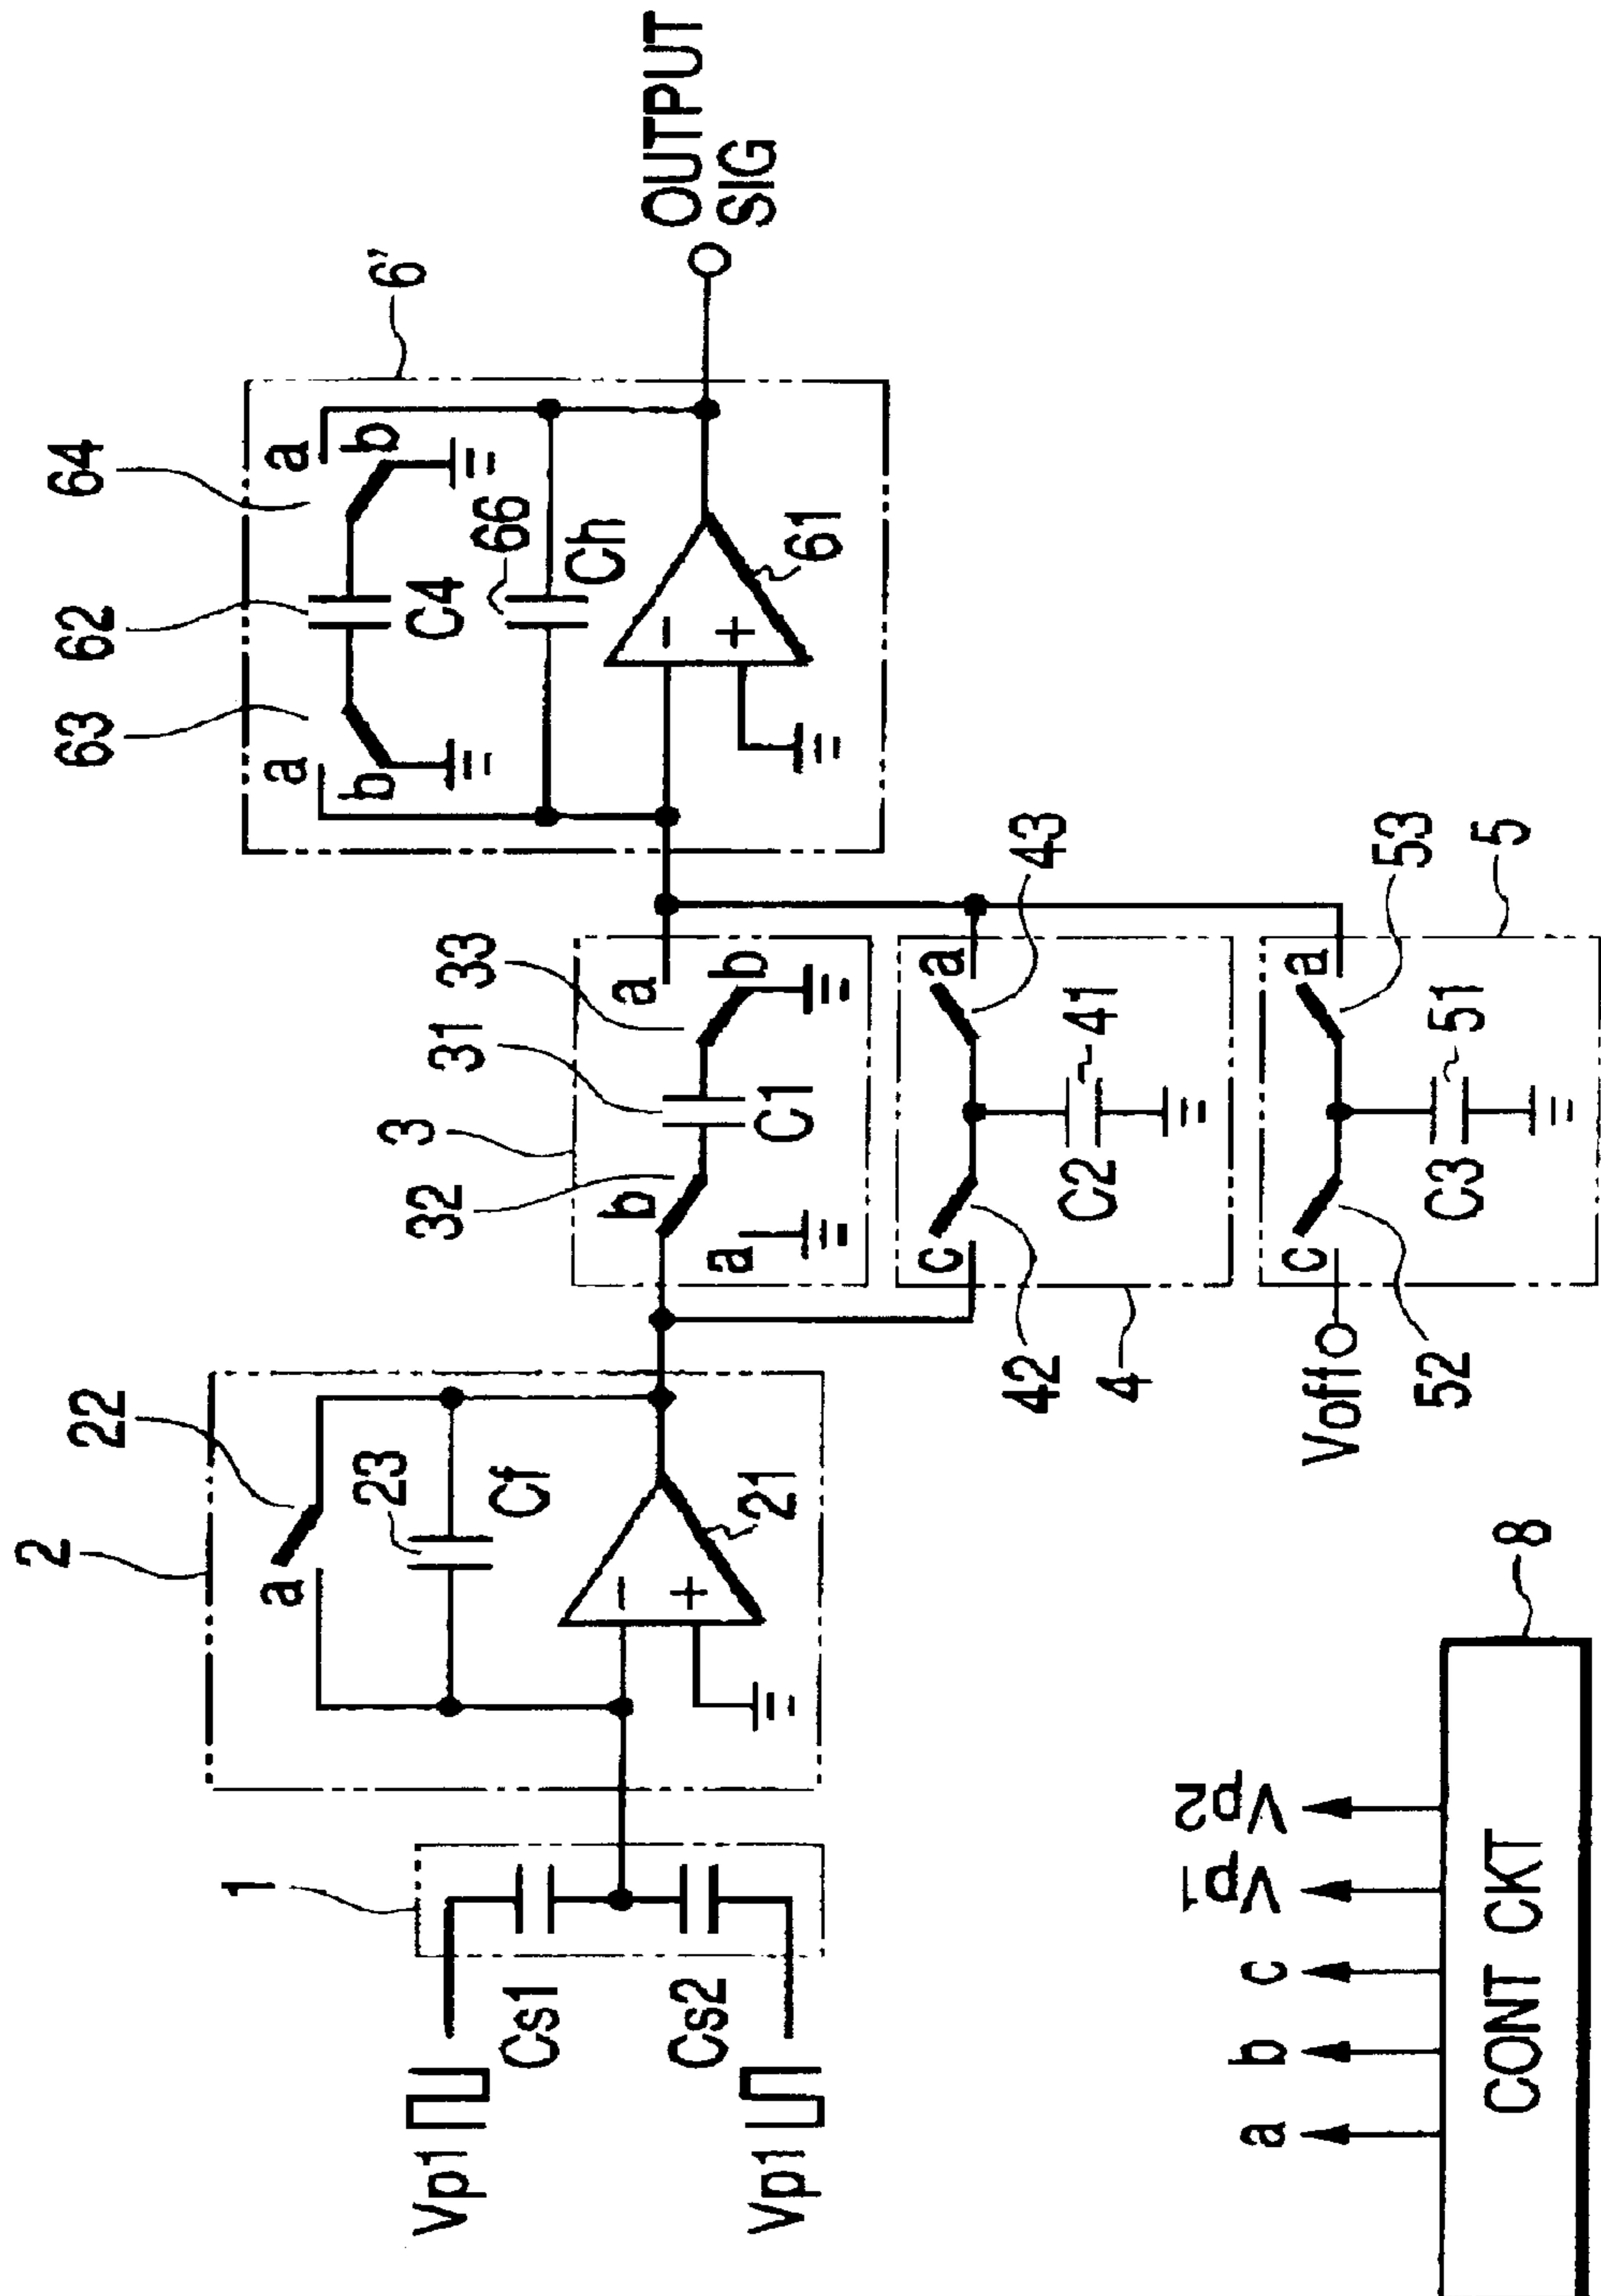 2
22
a
23
Cf
21
1
Cs1
Cs2
Vp1
Vp1
-
+
3
32
31
33
b
a
a
b
C1
4
42
43
c
a
C2
41
5
52
53
c
a
C3
51
Voff
6'
63
62
64
a
b
a
b
C4
66
Ch
61
-
+
OUTPUT
SIG
8
CONT CKT
a
b
c
Vp1
Vp2